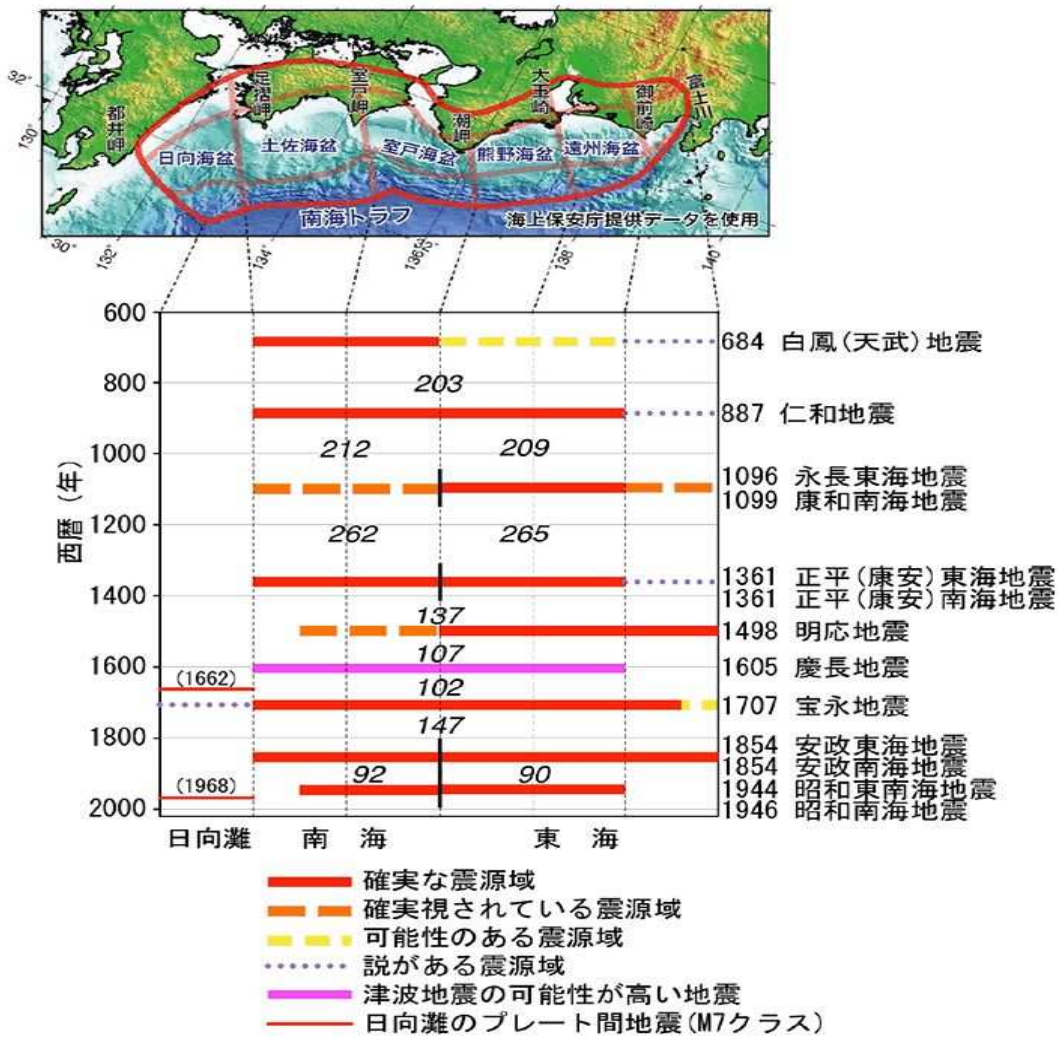 32°
130°
都井岬
足摺岬
室戸岬
潮岬
大王崎
御前崎
富士川
日向海盆
土佐海盆
室戸海盆
熊野海盆
遠州海盆
南海トラフ
海上保安庁提供データを使用
30°
132°
134°
136°
138°
140°
西暦(年)
600
800
1000
1200
1400
1600
1800
2000
203
212
209
262
265
137
107
102
147
92
90
(1662)
(1968)
684 白鳳(天武)地震
887 仁和地震
1096 永長東海地震
1099 康和南海地震
1361 正平(康安)東海地震
1361 正平(康安)南海地震
1498 明応地震
1605 慶長地震
1707 宝永地震
1854 安政東海地震
1854 安政南海地震
1944 昭和東南海地震
1946 昭和南海地震
日向灘 南 海 東 海
確実な震源域
確実視されている震源域
可能性のある震源域
説がある震源域
津波地震の可能性が高い地震
日向灘のプレート間地震(M7クラス)